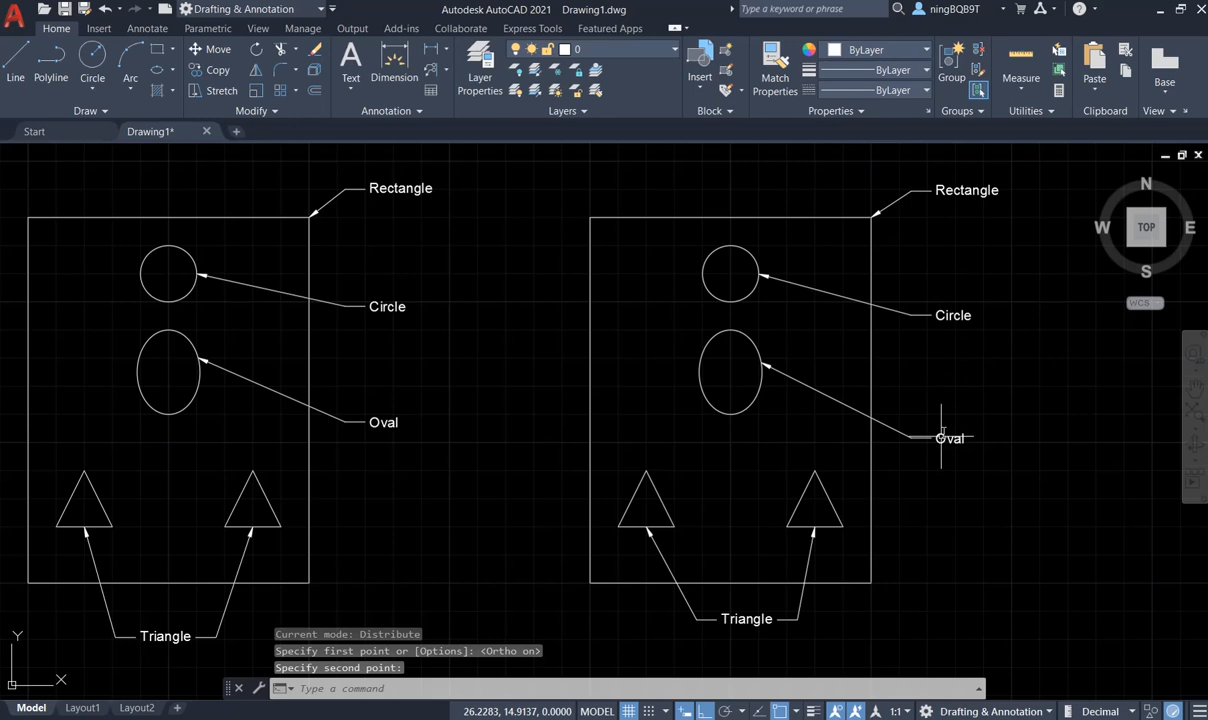 Drafting & Annotation
Autodesk AutoCAD 2021 Drawing1.dwg
Type a keyword or phrase
ningBQB9T
Home Insert Annotate Parametric View Manage Output Add-ins Collaborate Express Tools Featured Apps
Line Polyline Circle Arc
Draw
Move
Copy
Stretch
Modify
Text Dimension
Annotation
Layer Properties
0
Layers
Insert
Block
Match Properties
ByLayer
ByLayer
ByLayer
Properties
Group
Groups
Measure
Utilities
Paste
Clipboard
Base
View
Start Drawing1*
Rectangle
Circle
Oval
Triangle
Rectangle
Circle
Oval
Triangle
N
W TOP E
S
WCS
Y
X
Current mode: Distribute
Specify first point or [Options]: <Ortho on>
Specify second point:
Type a command
Model Layout1 Layout2
26.2283, 14.9137, 0.0000 MODEL 1:1 Drafting & Annotation Decimal